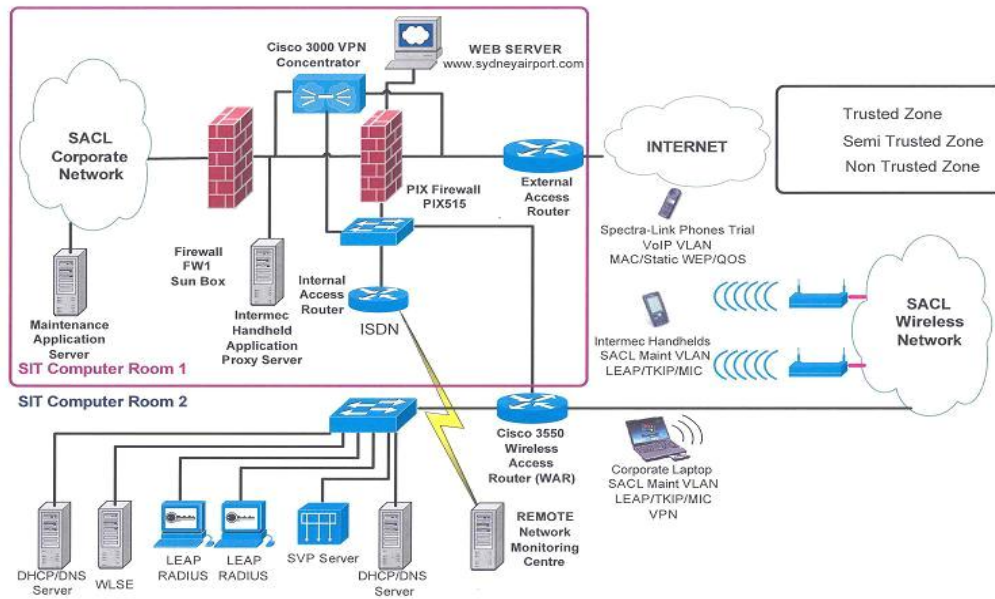 Cisco 3000 VPN
Concentrator
WEB SERVER
www.sydneyairport.com
SACL
Corporate
Network
INTERNET
Trusted Zone
Semi Trusted Zone
Non Trusted Zone
PIX Firewall
PIX515
External
Access
Router
Firewall
FW1
Sun Box
Intermec
Handheld
Application
Proxy Server
Internal
Access
Router
ISDN
Maintenance
Application
Server
SIT Computer Room 1
Spectra-Link Phones Trial
VoIP VLAN
MAC/Static WEP/QOS
Intermec Handhelds
SACL Maint VLAN
LEAP/TKIP/MIC
SACL
Wireless
Network
SIT Computer Room 2
Cisco 3550
Wireless
Access
Router (WAR)
Corporate Laptop
SACL Maint VLAN
LEAP/TKIP/MIC
VPN
DHCP/DNS
Server
WLSE
LEAP
RADIUS
LEAP
RADIUS
SVP Server
DHCP/DNS
Server
REMOTE
Network
Monitoring
Centre